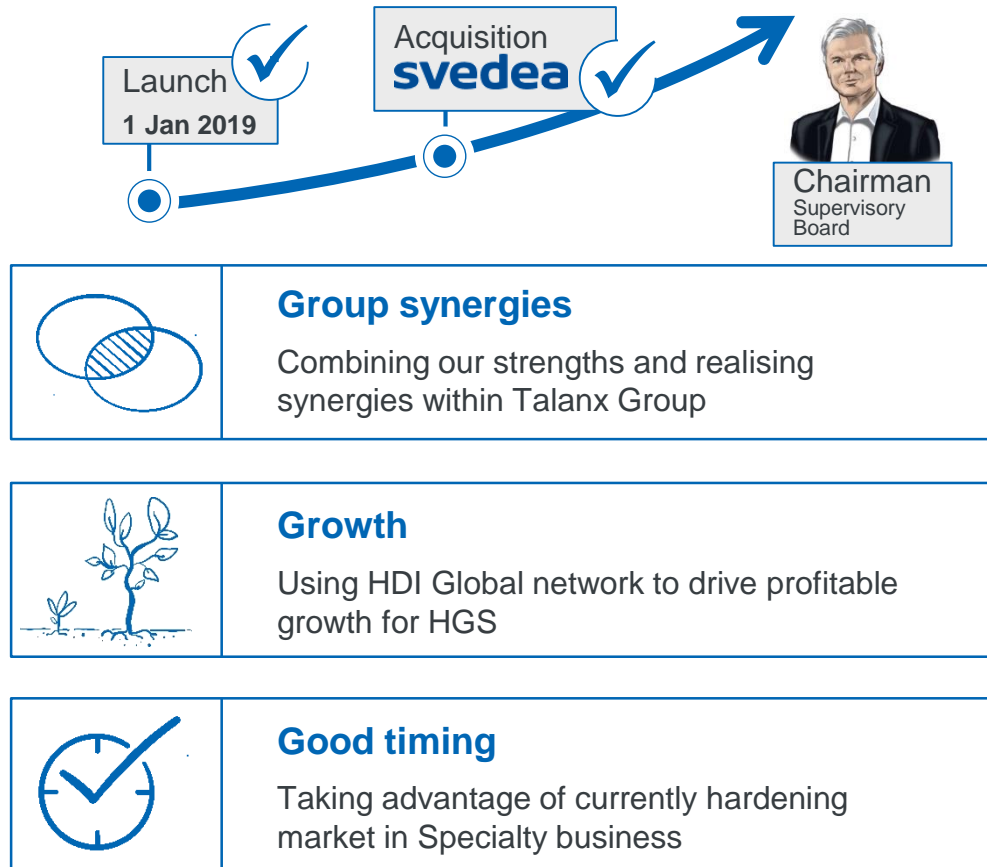 Launch
1 Jan 2019
Acquisition
svedea
Chairman
Supervisory
Board
Group synergies
Combining our strengths and realising
synergies within Talanx Group
Growth
Using HDI Global network to drive profitable
growth for HGS
Good timing
Taking advantage of currently hardening
market in Specialty business